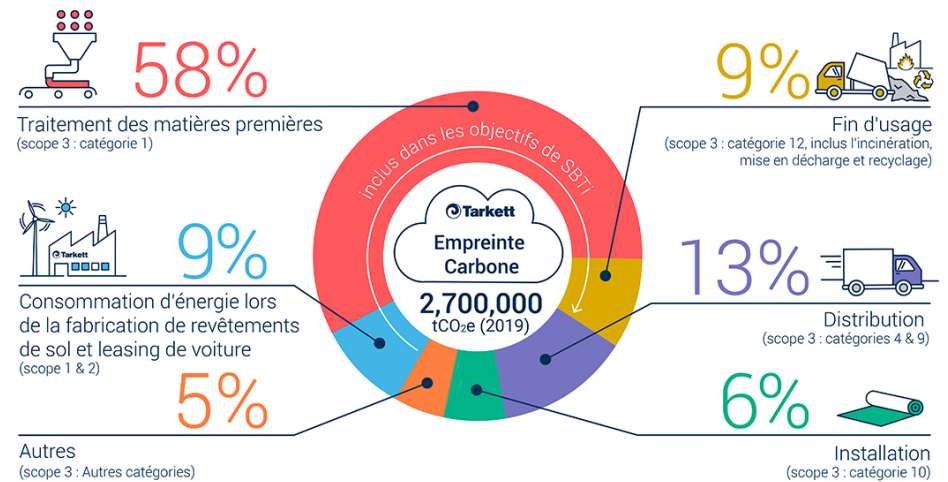 58%
Traitement des matières premières
(scope 3 : catégorie 1)
9%
Fin d'usage
(scope 3 : catégorie 12, inclus l'incinération,
mise en décharge et recyclage)
inclus dans les objectifs de SBTi
Tarkett
Empreinte
Carbone
2,700,000
tCO₂e (2019)
Tarkett
9%
Consommation d'énergie lors
de la fabrication de revêtements
de sol et leasing de voiture
(scope 1 & 2)
13%
Distribution
(scope 3 : catégories 4 & 9)
5%
Autres
(scope 3 : Autres catégories)
6%
Installation
(scope 3 : catégorie 10)